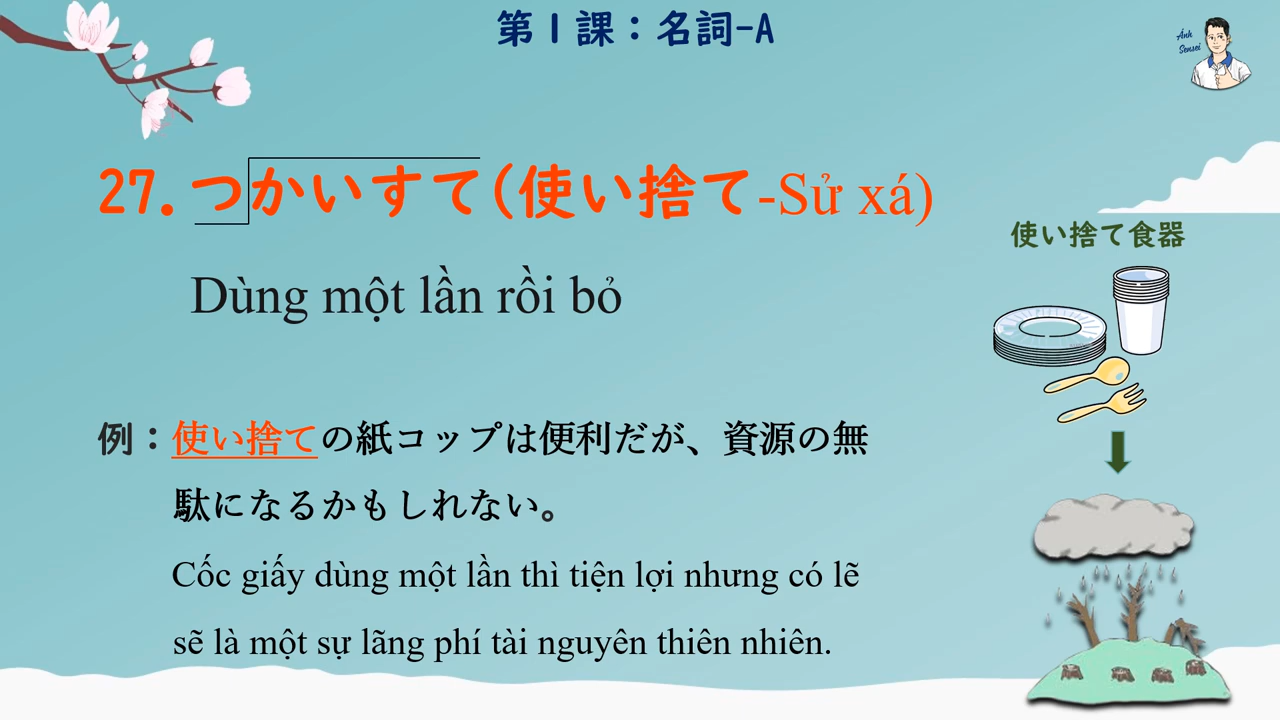 第1課：名詞-A
Anh
Sensei
27. つかいすて(使い捨て-Sử xá)
使い捨て食器
Dùng một lần rồi bỏ
例：使い捨ての紙コップは便利だが、資源の無
駄になるかもしれない。
Cốc giấy dùng một lần thì tiện lợi nhưng có lẽ
sẽ là một sự lãng phí tài nguyên thiên nhiên.